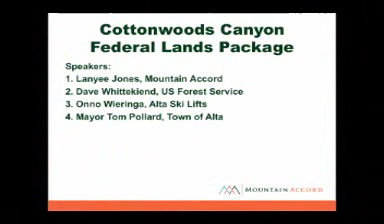 Cottonwoods Canyon
Federal Lands Package
Speakers:
1. Lanyee Jones, Mountain Accord
2. Dave Whittekiend, US Forest Service
3. Onno Wieringa, Alta Ski Lifts
4. Mayor Tom Pollard, Town of Alta
MOUNTAIN ACCORD